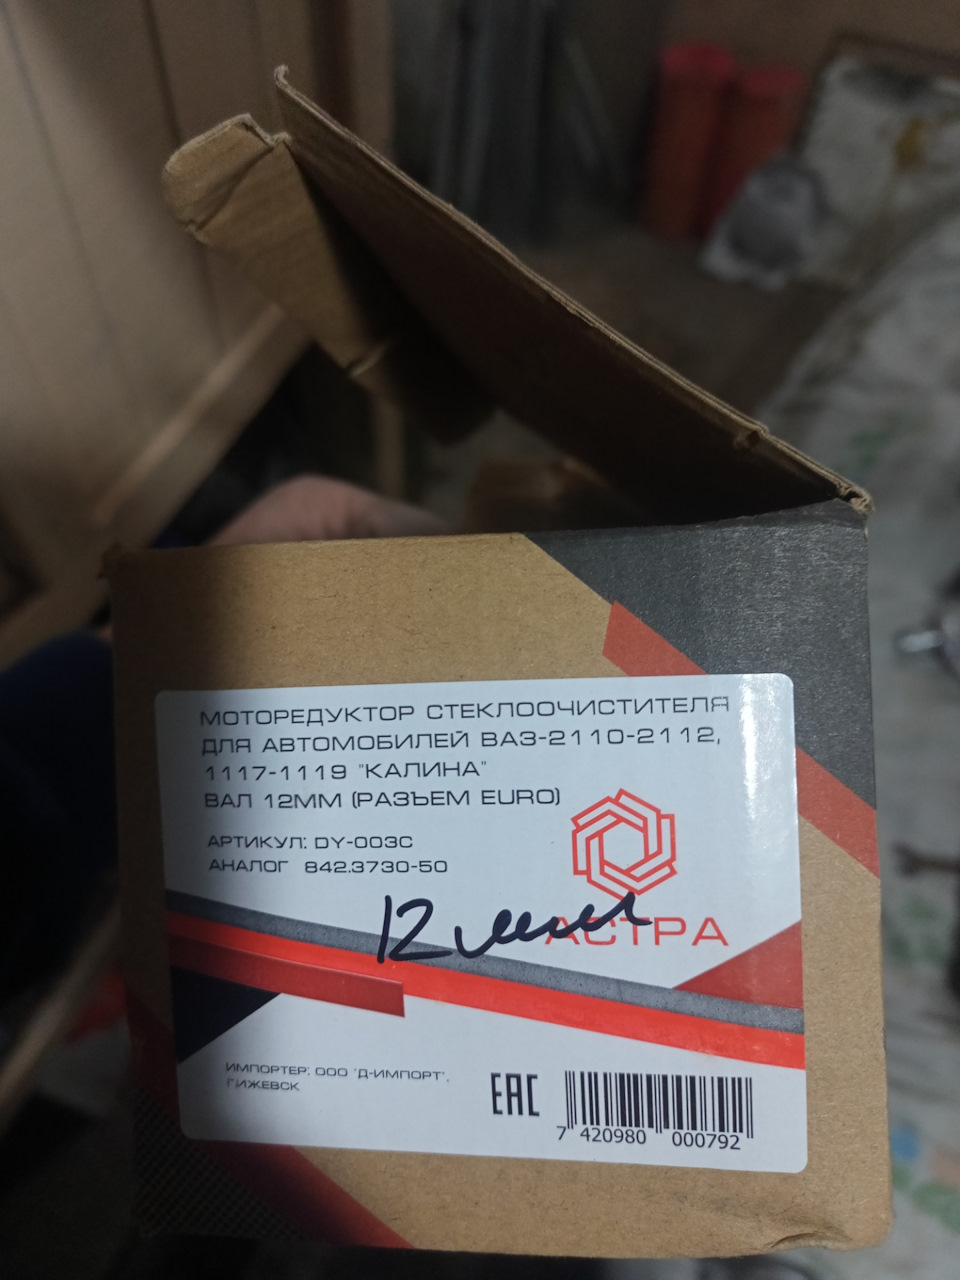 МОТОРЕДУКТОР СТЕКЛООЧИСТИТЕЛЯ
ДЛЯ АВТОМОБИЛЕЙ ВАЗ-2110-2112,
1117-1119 "КАЛИНА"
ВАЛ 12ММ (РАЗЪЕМ EURO)
АРТИКУЛ: DY-003C
АНАЛОГ 842.3730-50
12 мм
АСТРА
ИМПОРТЕР: ООО "Д-ИМПОРТ",
Г.ИЖЕВСК
EAC
7 420980 000792